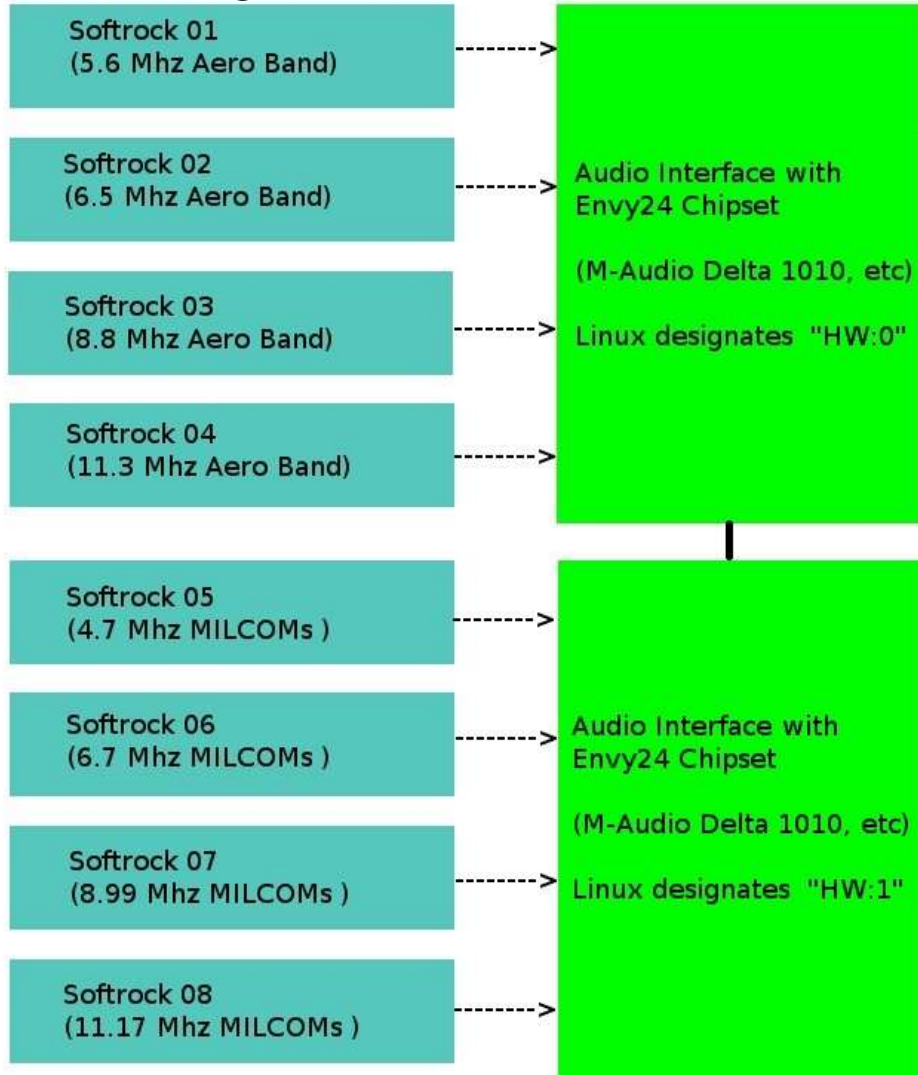 Softrock 01
(5.6 Mhz Aero Band)
Softrock 02
(6.5 Mhz Aero Band)
Softrock 03
(8.8 Mhz Aero Band)
Softrock 04
(11.3 Mhz Aero Band)
Audio Interface with
Envy24 Chipset
(M-Audio Delta 1010, etc)
Linux designates "HW:0"
Softrock 05
(4.7 Mhz MILCOMs )
Softrock 06
(6.7 Mhz MILCOMs )
Softrock 07
(8.99 Mhz MILCOMs )
Softrock 08
(11.17 Mhz MILCOMs )
Audio Interface with
Envy24 Chipset
(M-Audio Delta 1010, etc)
Linux designates "HW:1"